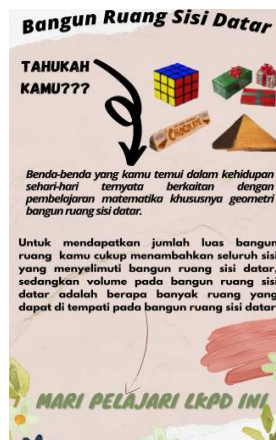 Bangun Ruang Sisi Datar
TAHUKAH
KAMU???
CHOCOLATE
Benda-benda yang kamu temui dalam kehidupan
sehari-hari ternyata berkaitan dengan
pembelajaran matematika khususnya geometri
bangun ruang sisi datar.
Untuk mendapatkan jumlah luas bangun
ruang kamu cukup menambahkan seluruh sisi
yang menyelimuti bangun ruang sisi datar,
sedangkan volume pada bangun ruang sisi
datar adalah berapa banyak ruang yang
dapat di tempati pada bangun ruang sisi datar
MARI PELAJARI LKPD INI